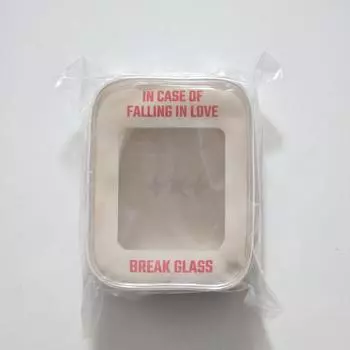 IN CASE OF
FALLING IN LOVE
BREAK GLASS